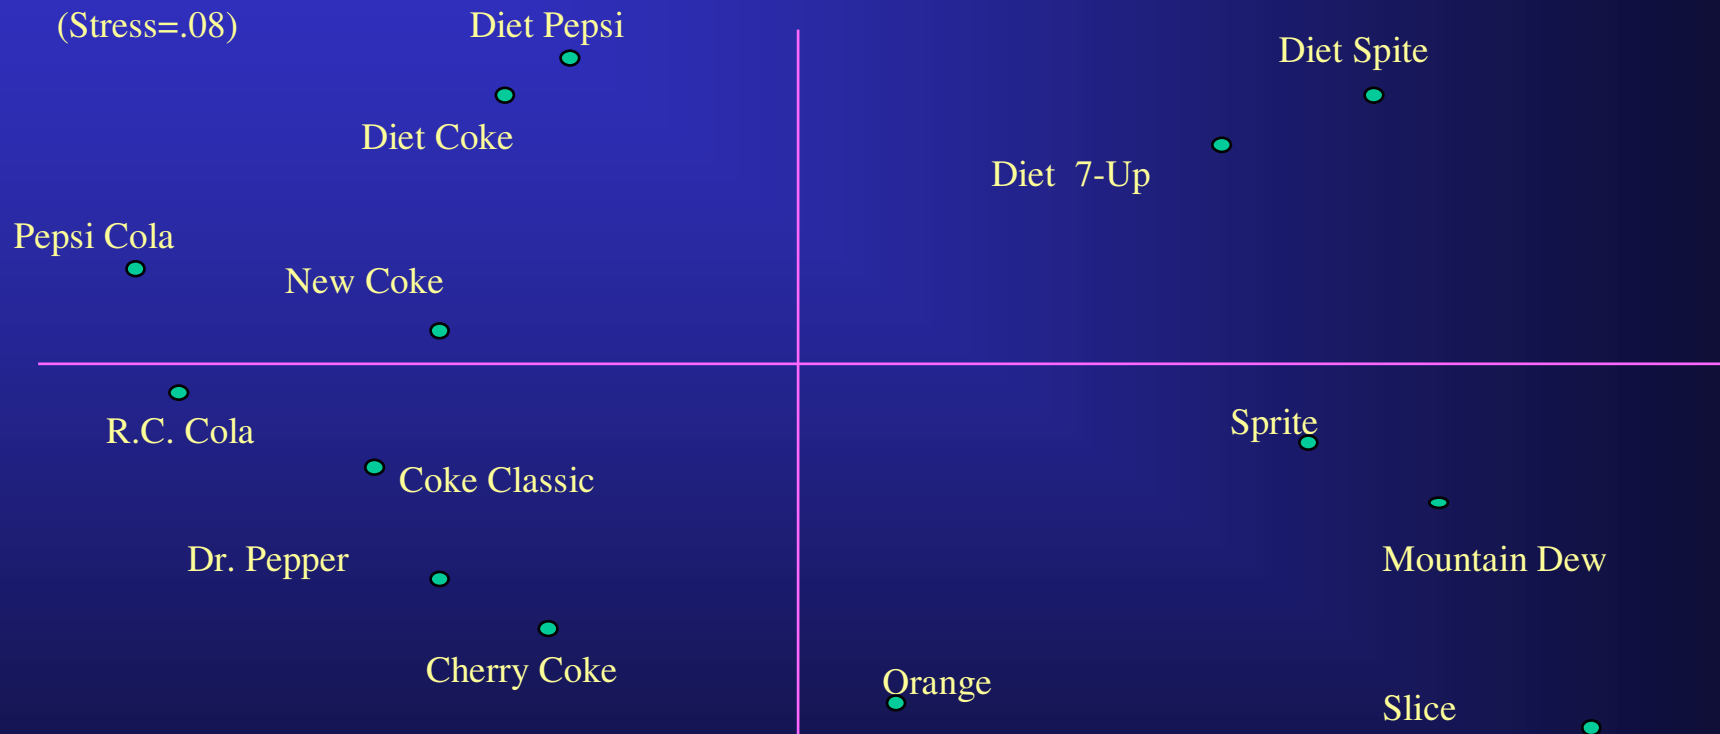 (Stress=.08)
Diet Pepsi
Diet Spite
Diet Coke
Diet 7-Up
Pepsi Cola
New Coke
R.C. Cola
Sprite
Coke Classic
Dr. Pepper
Mountain Dew
Cherry Coke
Orange
Slice